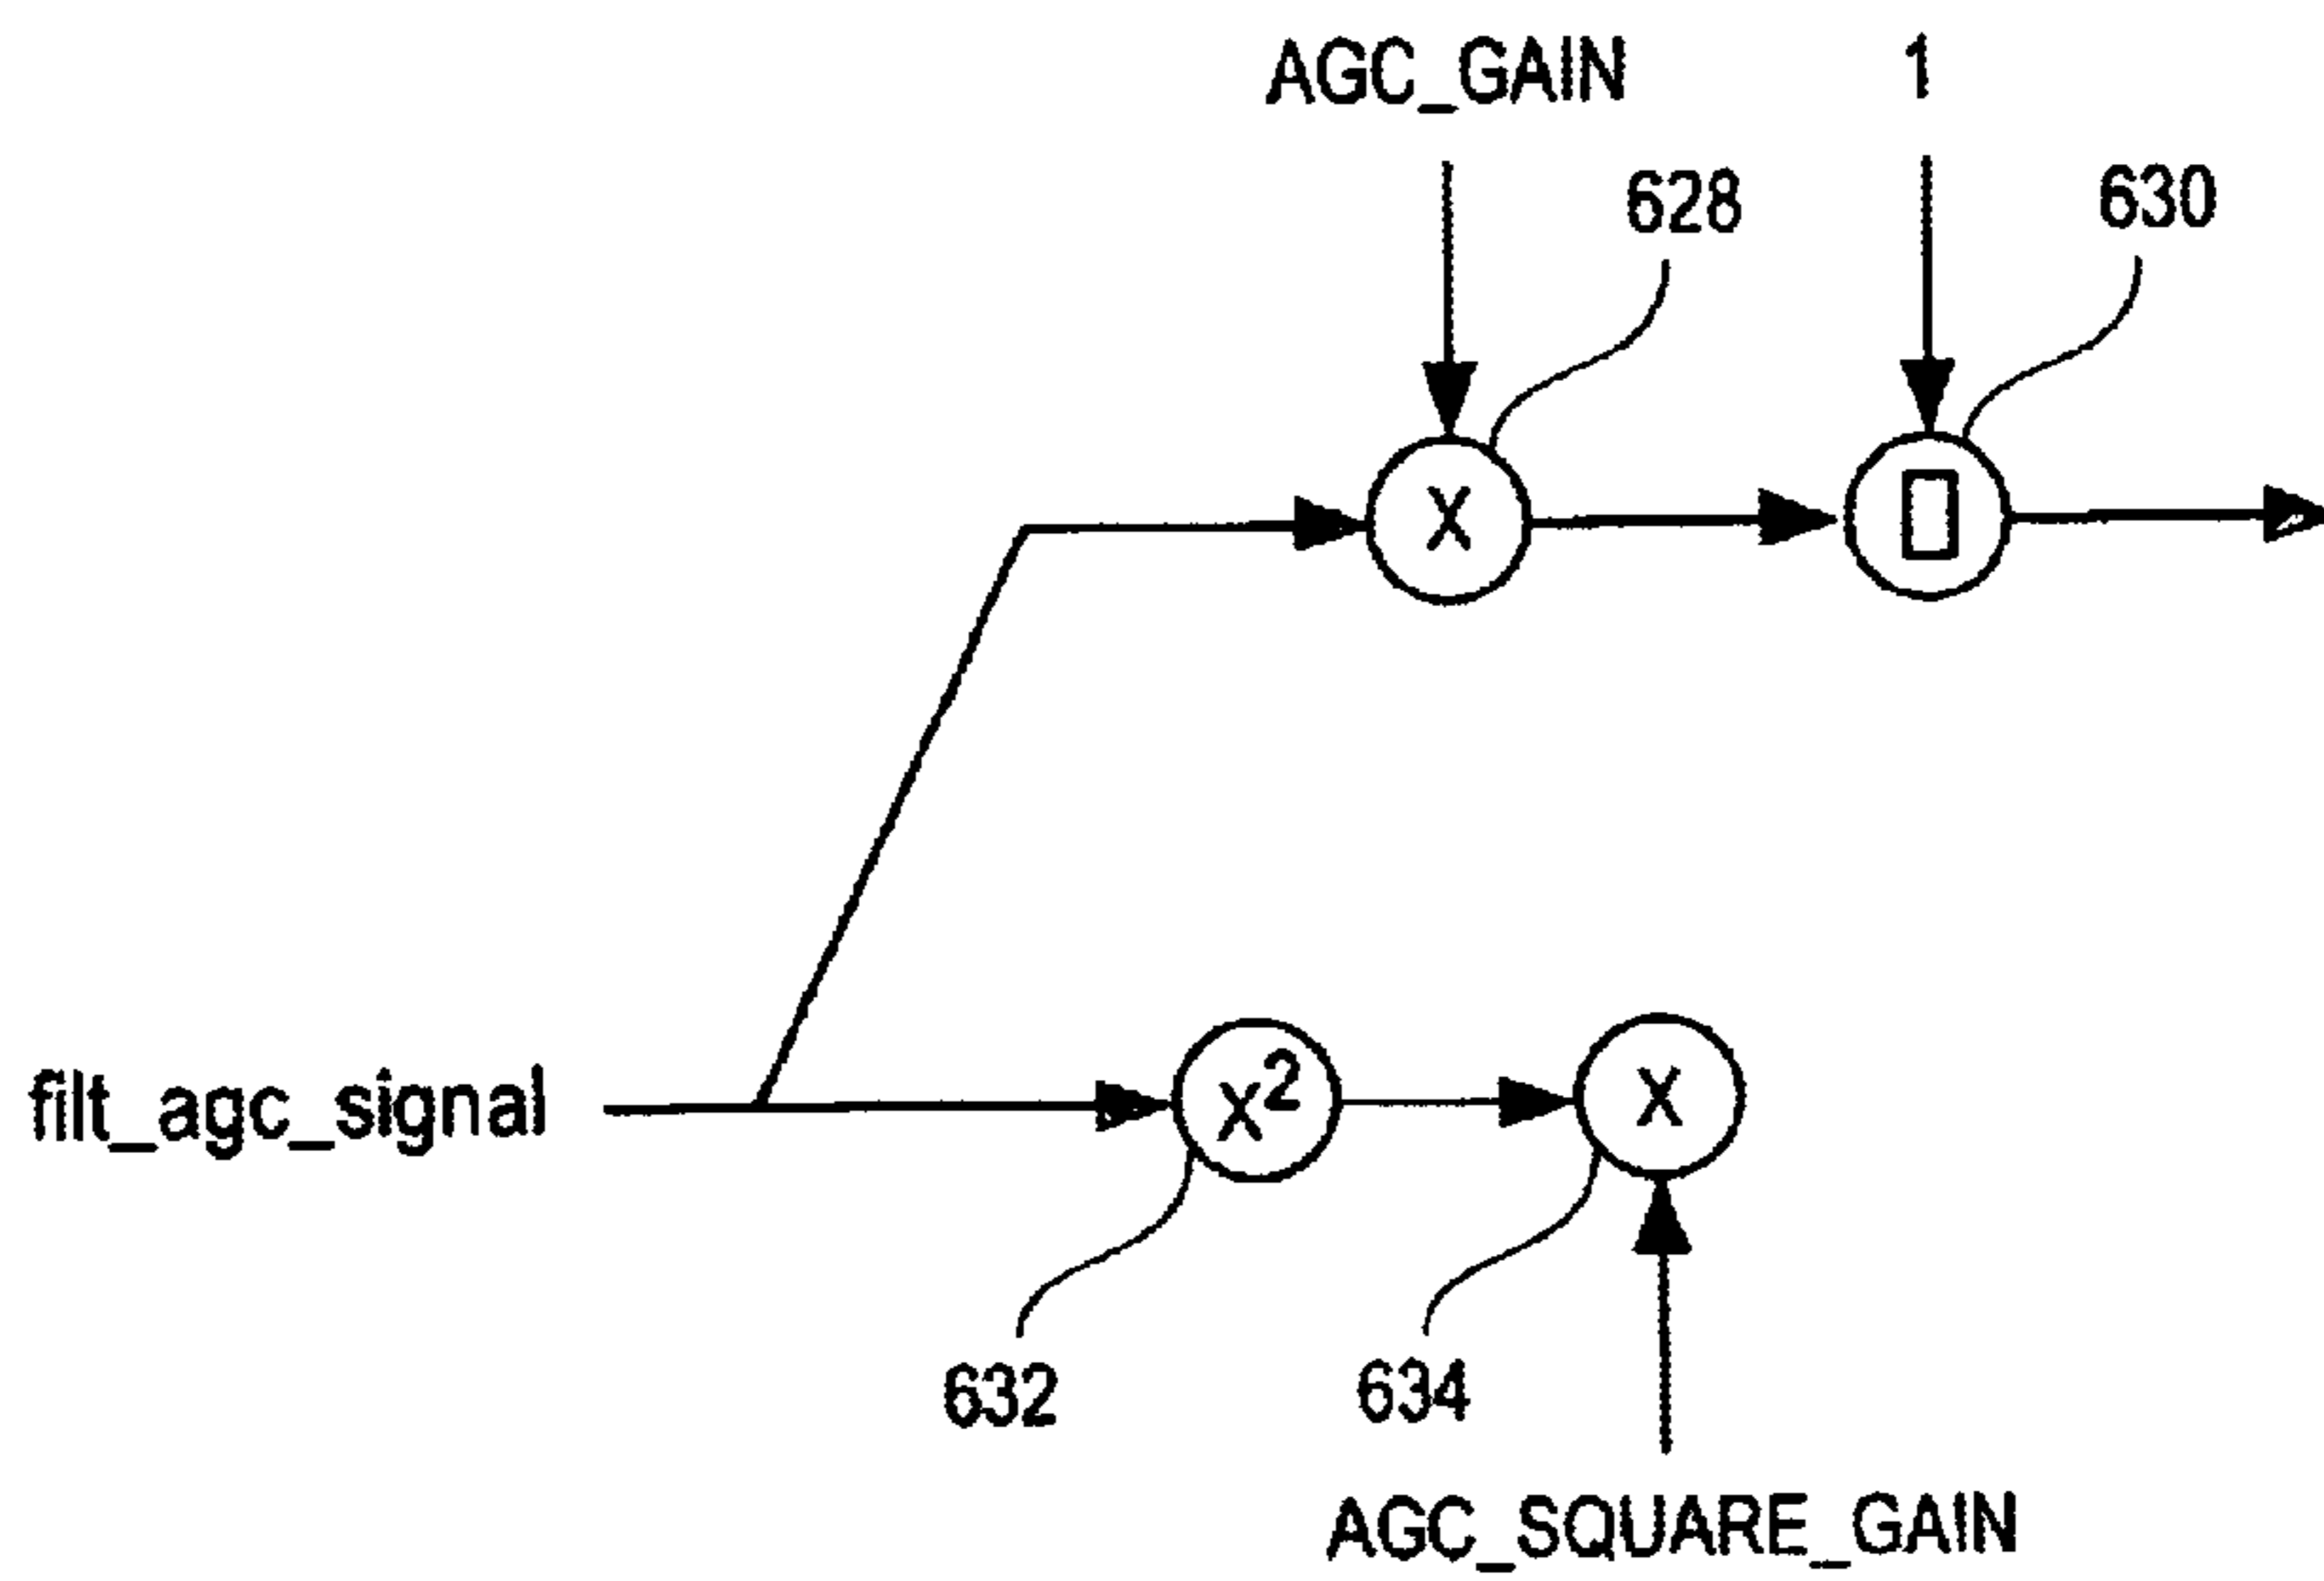 AGC_GAIN 1
628 630
X
filt_agc_signal x² X
632 634
AGC_SQUARE_GAIN